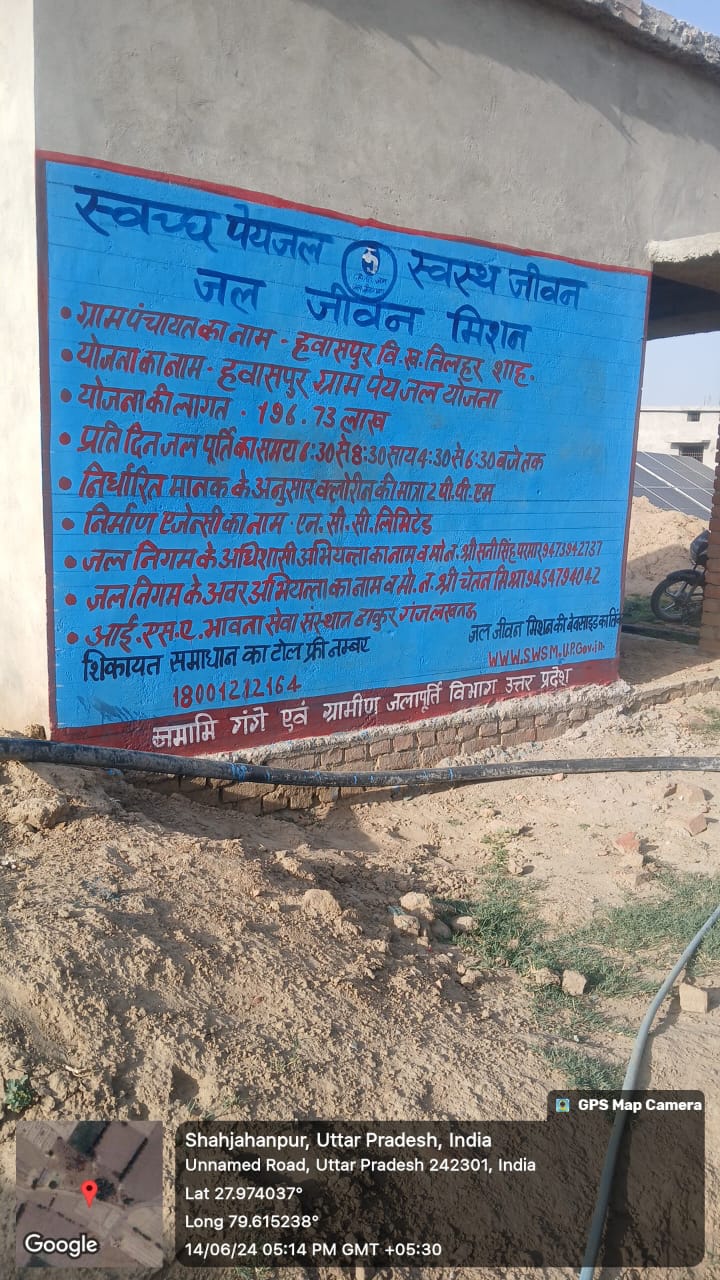 स्वच्छ पेयजल स्वस्थ जीवन
जल जीवन मिशन
• ग्राम पंचायत का नाम - हवासपुर वि.ख. तिलहर शाह.
• योजना का नाम - हवासपुर ग्राम पेय जल योजना
• योजना की लागत - 196.73 लाख
• प्रति दिन जल पूर्ति का समय 6:30 से 8:30 साय 4:30 से 6:30 बजे तक
• निर्धारित मानक के अनुसार क्लोरीन की मात्रा 2 पी.पी.एम
• निर्माण एजेन्सी का नाम - एन.सी.सी. लिमिटेड
• जल निगम के अधिशासी अभियन्ता का नाम व मो.न. श्री सनी सिंह परमार 9473942737
• जल निगम के अवर अभियन्ता का नाम व मो.न. श्री चेतन मिश्रा 9454794042
• आई.एस.ए. भावना सेवा संस्थान ठाकुर गंज लखनऊ
शिकायत समाधान का टोल फ्री नम्बर
18001212164
जल जीवन मिशन की वेबसाइड का लिंक
WWW.SWSM.U.P.Gov.in.
नमामि गंगे एवं ग्रामीण जलापूर्ति विभाग उत्तर प्रदेश
GPS Map Camera
Shahjahanpur, Uttar Pradesh, India
Unnamed Road, Uttar Pradesh 242301, India
Lat 27.974037°
Long 79.615238°
14/06/24 05:14 PM GMT +05:30
Google